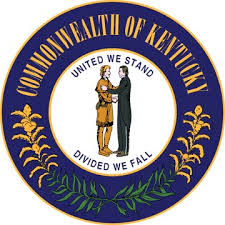 COMMONWEALTH OF KENTUCKY
UNITED WE STAND
DIVIDED WE FALL